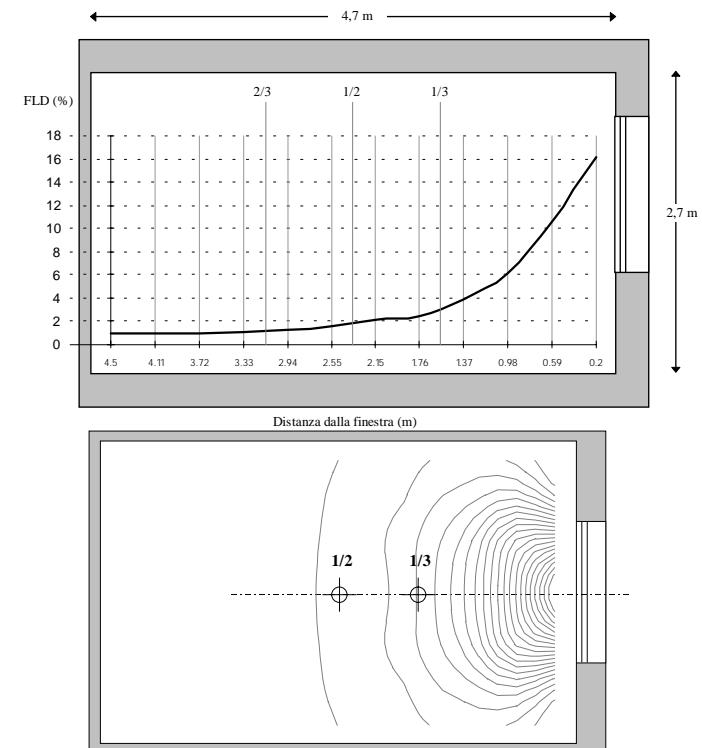 4,7 m
FLD (%)
2/3 1/2 1/3
18
16
14
12
10
8
6
4
2
0
2,7 m
4.5 4.11 3.72 3.33 2.94 2.55 2.15 1.76 1.37 0.98 0.59 0.2
Distanza dalla finestra (m)
1/2 1/3